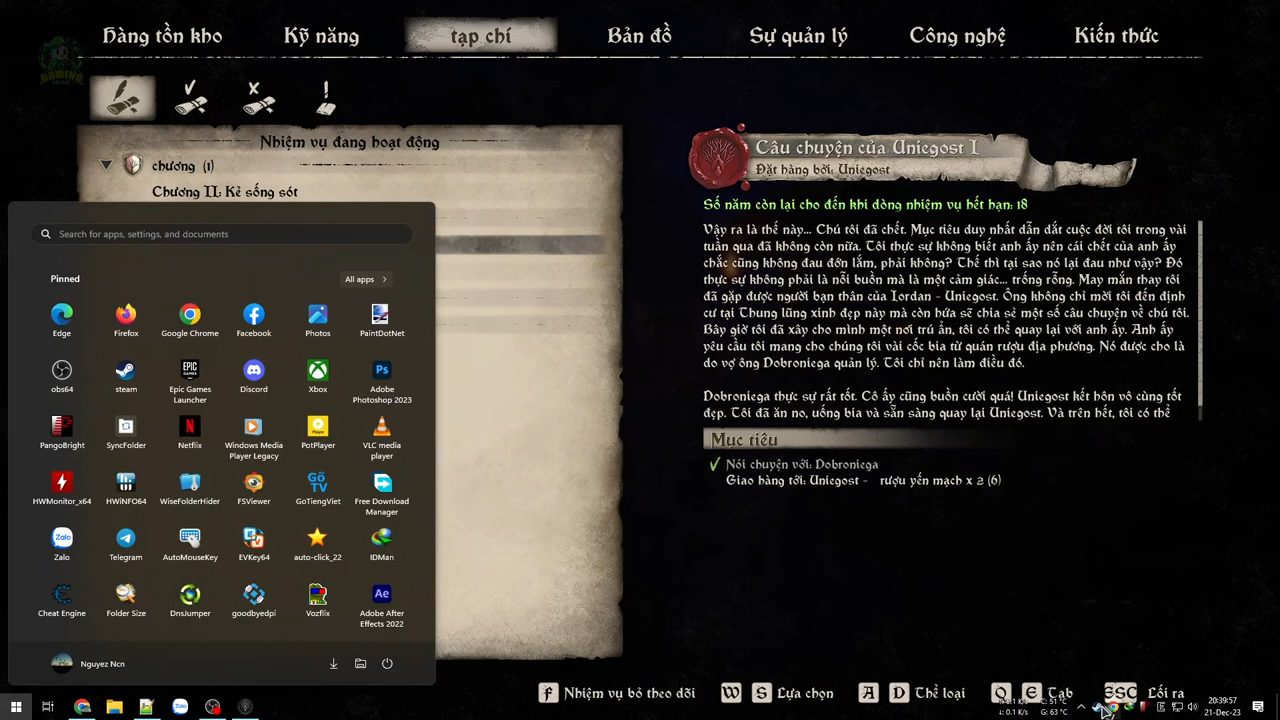 Hàng tồn kho
Kỹ năng
tạp chí
Bản đồ
Sự quản lý
Công nghệ
Kiến thức
GAMING
Nhiệm vụ đang hoạt động
chương (1)
Chương II: Kẻ sống sót
Câu chuyện của Uniegost I
Đặt hàng bởi: Uniegost
Số năm còn lại cho đến khi dòng nhiệm vụ hết hạn: 18
Vậy ra là thế này... Chú tôi đã chết. Mục tiêu duy nhất dẫn dắt cuộc đời tôi trong vài
tuần qua đã không còn nữa. Tôi thực sự không biết anh ấy nên cái chết của anh ấy
chắc cũng không đau đớn lắm, phải không? Thế thì tại sao nó lại đau như vậy? Đó
thực sự không phải là nỗi buồn mà là một cảm giác... trống rỗng. May mắn thay tôi
đã gặp được người bạn thân của Iordan - Uniegost. Ông không chỉ mời tôi đến định
cư tại Thung lũng xinh đẹp này mà còn hứa sẽ chia sẻ một số câu chuyện về chú tôi.
Bây giờ tôi đã xây cho mình một nơi trú ẩn, tôi có thể quay lại với anh ấy. Anh ấy
yêu cầu tôi mang cho chúng tôi vài cốc bia từ quán rượu địa phương. Nó được cho là
do vợ ông Dobroniega quản lý. Tôi chỉ nên làm điều đó.
Dobroniega thực sự rất tốt. Cô ấy cũng buồn cười quá! Uniegost kết hôn vô cùng tốt
đẹp. Tôi đã ăn no, uống bia và sẵn sàng quay lại Uniegost. Và trên hết, tôi có thể
Mục tiêu
Nói chuyện với: Dobroniega
Giao hàng tới: Uniegost - rượu yến mạch x 2 (6)
Search for apps, settings, and documents
Pinned
All apps
Edge
Firefox
Google Chrome
Facebook
Photos
PaintDotNet
obs64
steam
Epic Games
Launcher
Discord
Xbox
Adobe
Photoshop 2023
PangoBright
SyncFolder
Netflix
Windows Media
Player Legacy
PotPlayer
VLC media
player
HWMonitor_x64
HWiNFO64
WiseFolderHider
FSViewer
GoTiengViet
Free Download
Manager
Zalo
Telegram
AutoMouseKey
EVKey64
auto-click_22
IDMan
Cheat Engine
Folder Size
DnsJumper
goodbyedpi
Vozflix
Adobe After
Effects 2022
Nguyez Ncn
f Nhiệm vụ bỏ theo dõi
W S Lựa chọn
A D Thể loại
Q E Tab
ESC Lối ra
↓: 0.1 K/s
G: 63 °C
20:39:57
21-Dec-23